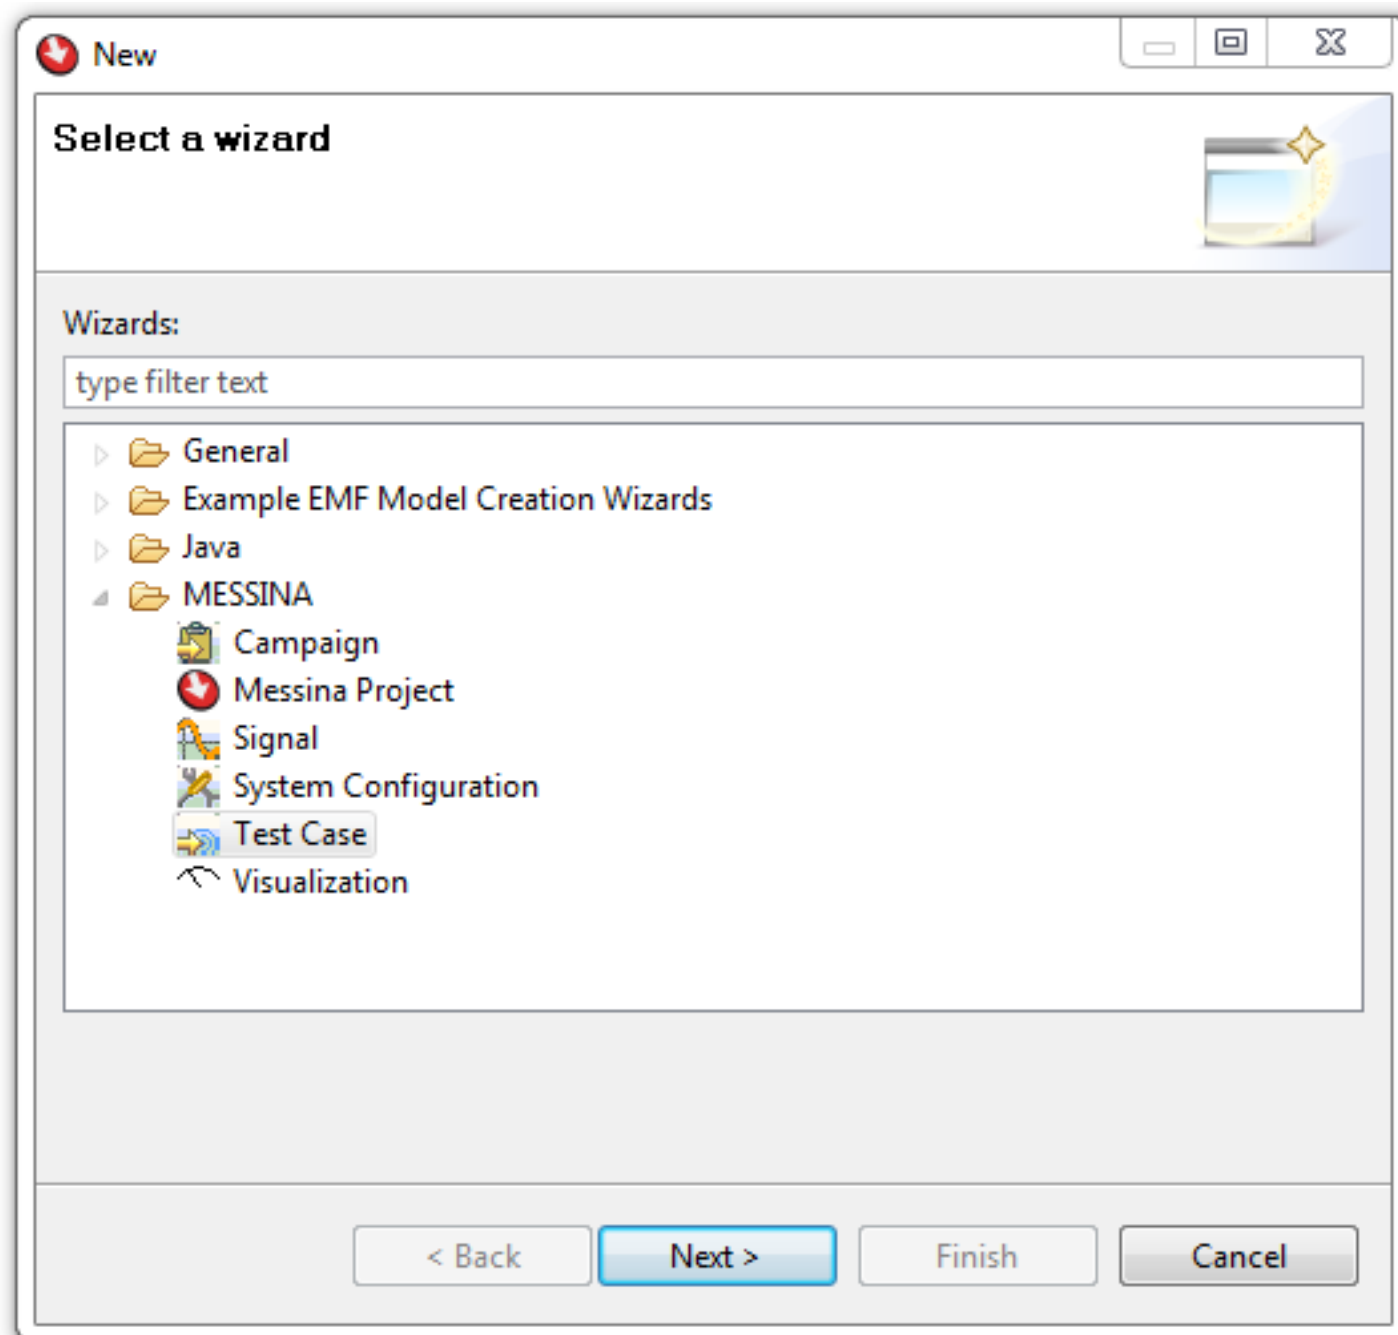 New
Select a wizard
Wizards:
type filter text
General
Example EMF Model Creation Wizards
Java
MESSINA
Campaign
Messina Project
Signal
System Configuration
Test Case
Visualization
< Back Next > Finish Cancel